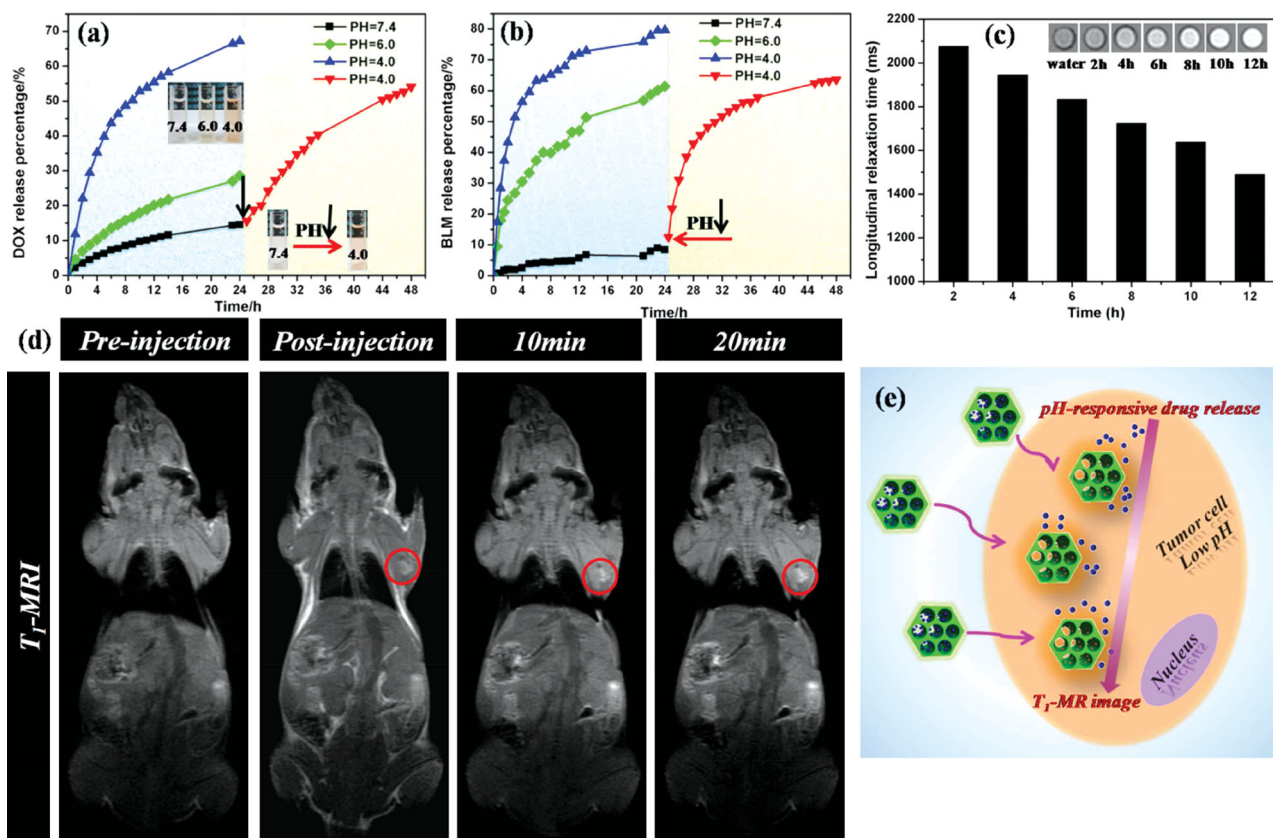 (a)
PH=7.4
PH=6.0
PH=4.0
PH=4.0
DOX release percentage/%
70
60
50
40
30
20
10
0
7.4 6.0 4.0
PH
7.4
4.0
0 4 8 12 16 20 24 28 32 36 40 44 48
Time/h
(b)
PH=7.4
PH=6.0
PH=4.0
PH=4.0
BLM release percentage/%
80
70
60
50
40
30
20
10
0
PH
0 4 8 12 16 20 24 28 32 36 40 44 48
Time/h
(c)
water 2h 4h 6h 8h 10h 12h
Longitudinal relaxation time (ms)
2200
2000
1800
1600
1400
1200
1000
2 4 6 8 10 12
Time (h)
(d)
Pre-injection
Post-injection
10min
20min
T1-MRI
(e)
pH-responsive drug release
Tumor cell
Low pH
Nucleus
T1-MR image